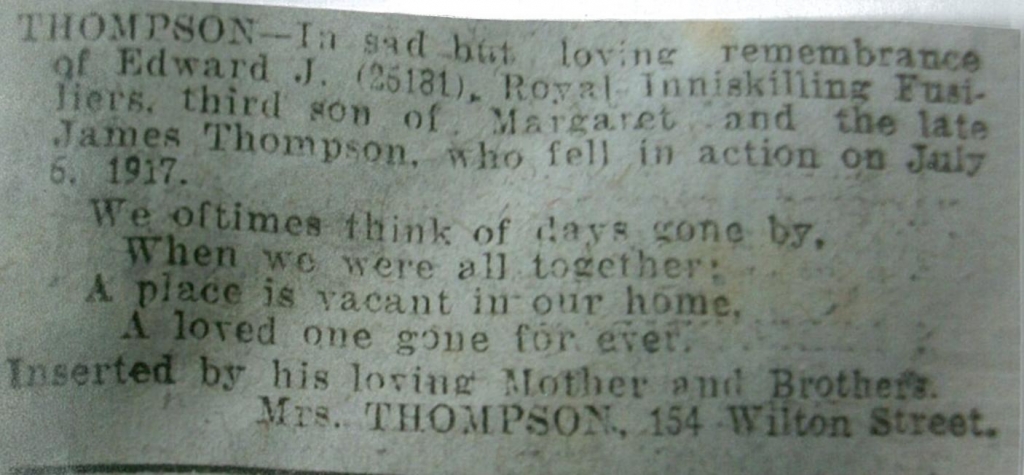 THOMPSON—In sad but loving remembrance
of Edward J. (25181), Royal Inniskilling Fusi-
liers, third son of Margaret and the late
James Thompson, who fell in action on July
5, 1917.
We oftimes think of days gone by,
When we were all together;
A place is vacant in our home,
A loved one gone for ever.
Inserted by his loving Mother and Brothers.
Mrs. THOMPSON, 154 Wilton Street.